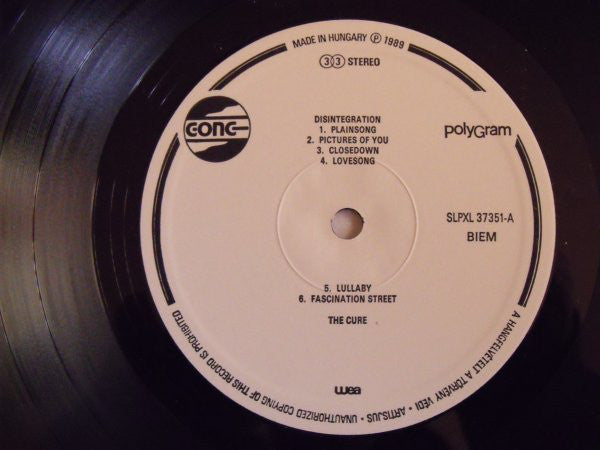 MADE IN HUNGARY Ⓟ 1989
33 STEREO
GONG
polyGram
DISINTEGRATION
1. PLAINSONG
2. PICTURES OF YOU
3. CLOSEDOWN
4. LOVESONG
SLPXL 37351-A
BIEM
5. LULLABY
6. FASCINATION STREET
THE CURE
wea
A HANGFELVÉTELT A TÖRVÉNY VÉDI • ARTISJUS • UNAUTHORIZED COPYING OF THIS RECORD IS PROHIBITED